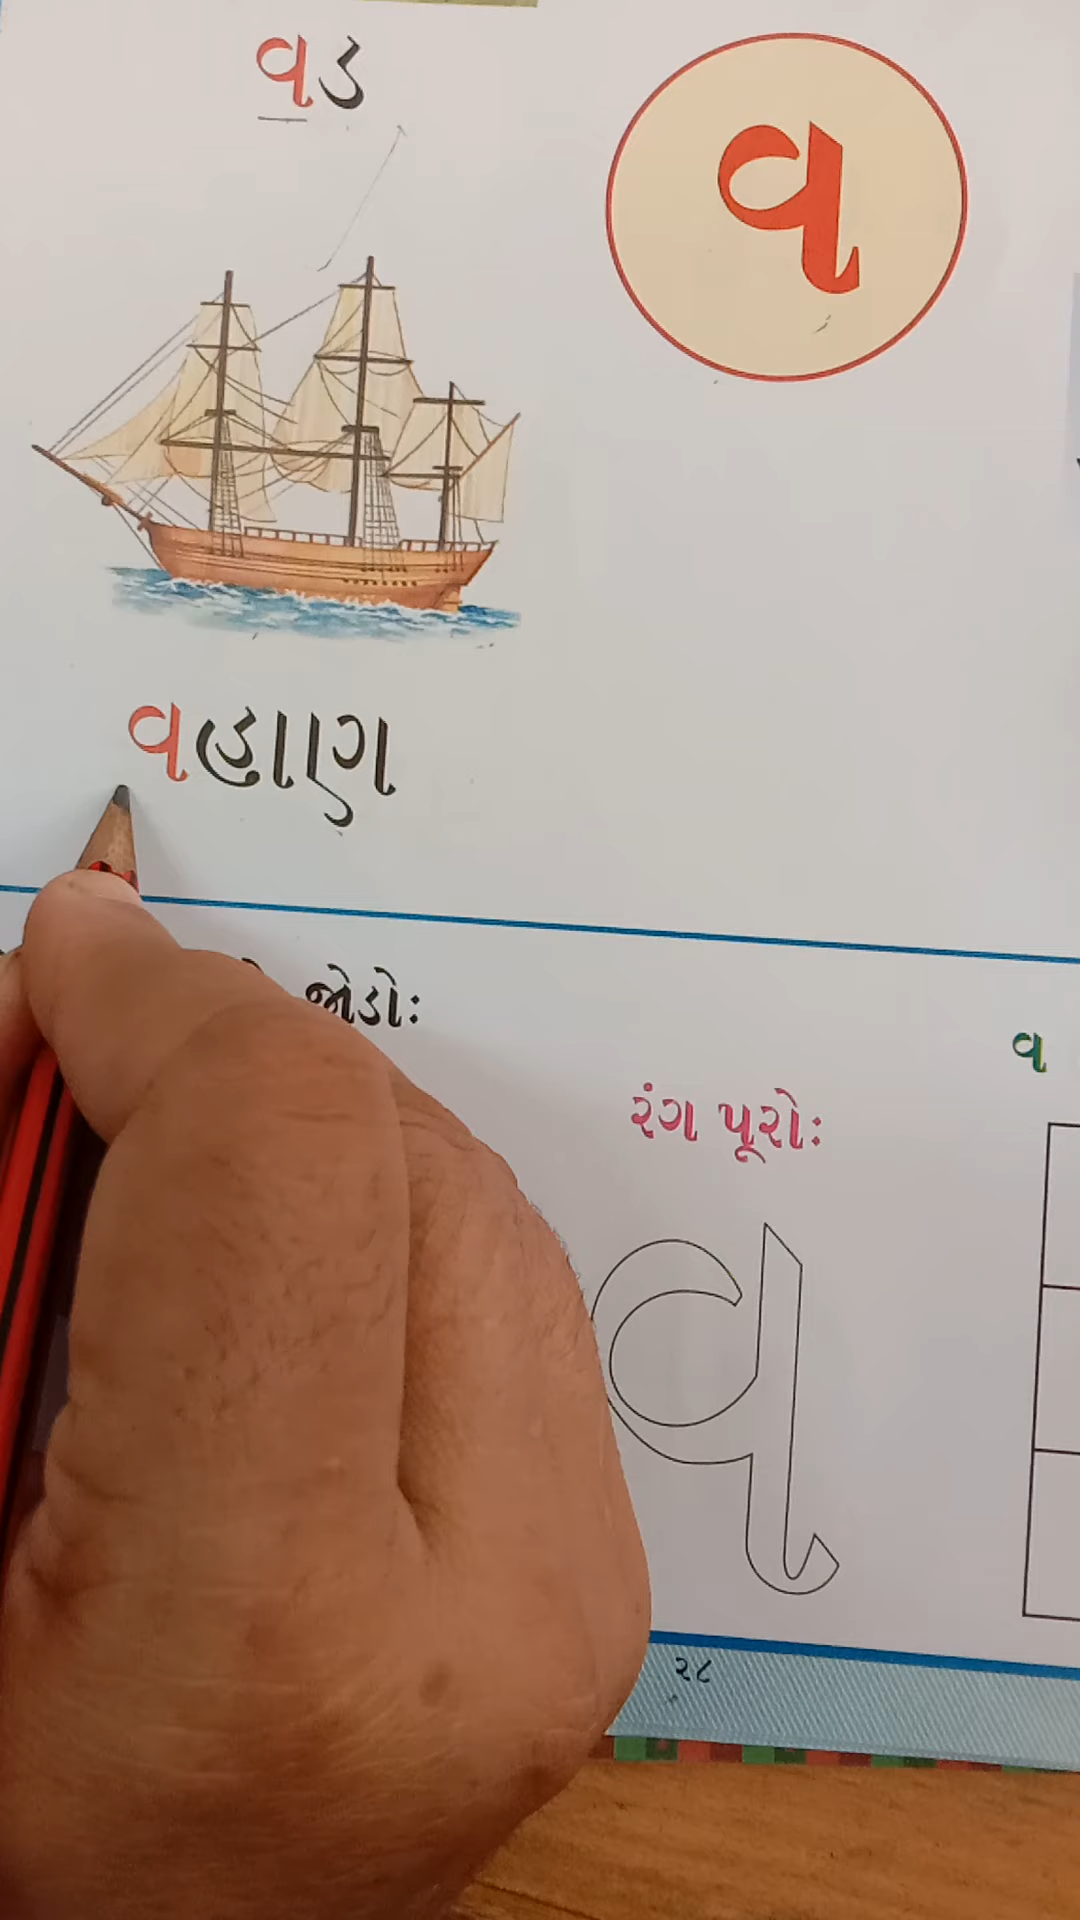 વડ
વ
વહાણ
જોડોઃ
વ
રંગ પૂરોઃ
૨૮